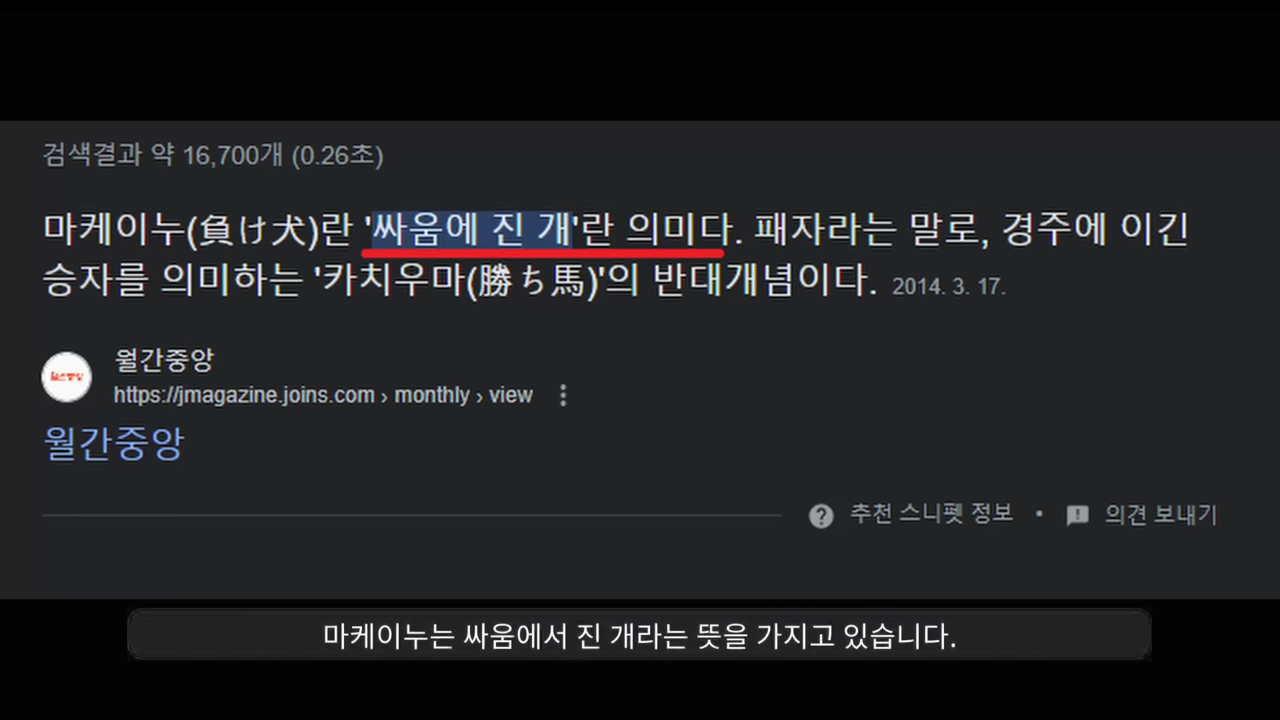 검색결과 약 16,700개 (0.26초)
마케이누(負け犬)란 '싸움에 진 개'란 의미다. 패자라는 말로, 경주에 이긴
승자를 의미하는 '카치우마(勝ち馬)'의 반대개념이다. 2014. 3. 17.
월간중앙
https://jmagazine.joins.com › monthly › view
월간중앙
추천 스니펫 정보 • 의견 보내기
마케이누는 싸움에서 진 개라는 뜻을 가지고 있습니다.